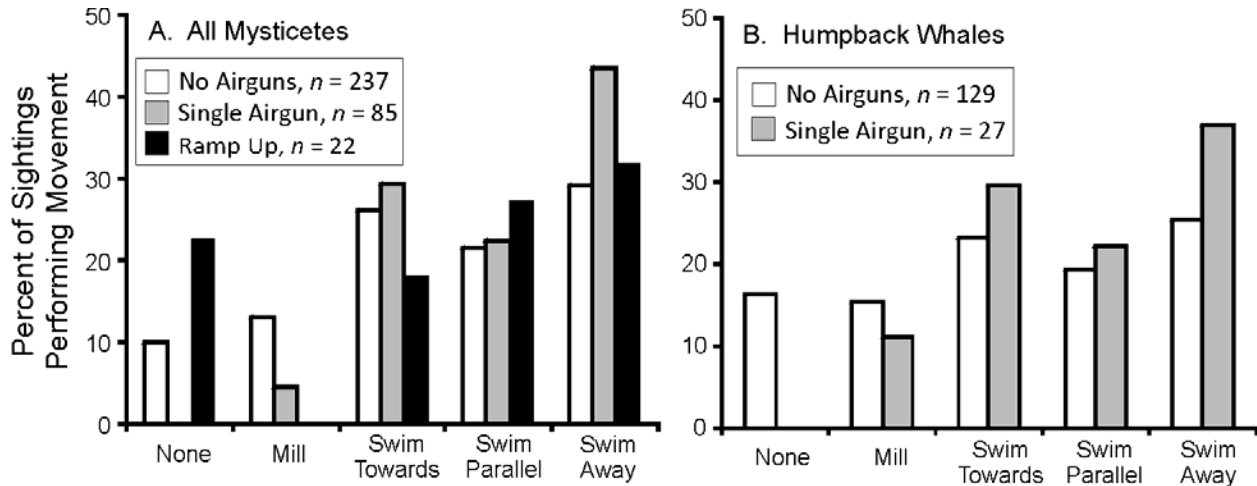 Percent of Sightings
Performing Movement
50
40
30
20
10
0
A. All Mysticetes
No Airguns, n = 237
Single Airgun, n = 85
Ramp Up, n = 22
None
Mill
Swim
Towards
Swim
Parallel
Swim
Away
50
40
30
20
10
0
B. Humpback Whales
No Airguns, n = 129
Single Airgun, n = 27
None
Mill
Swim
Towards
Swim
Parallel
Swim
Away